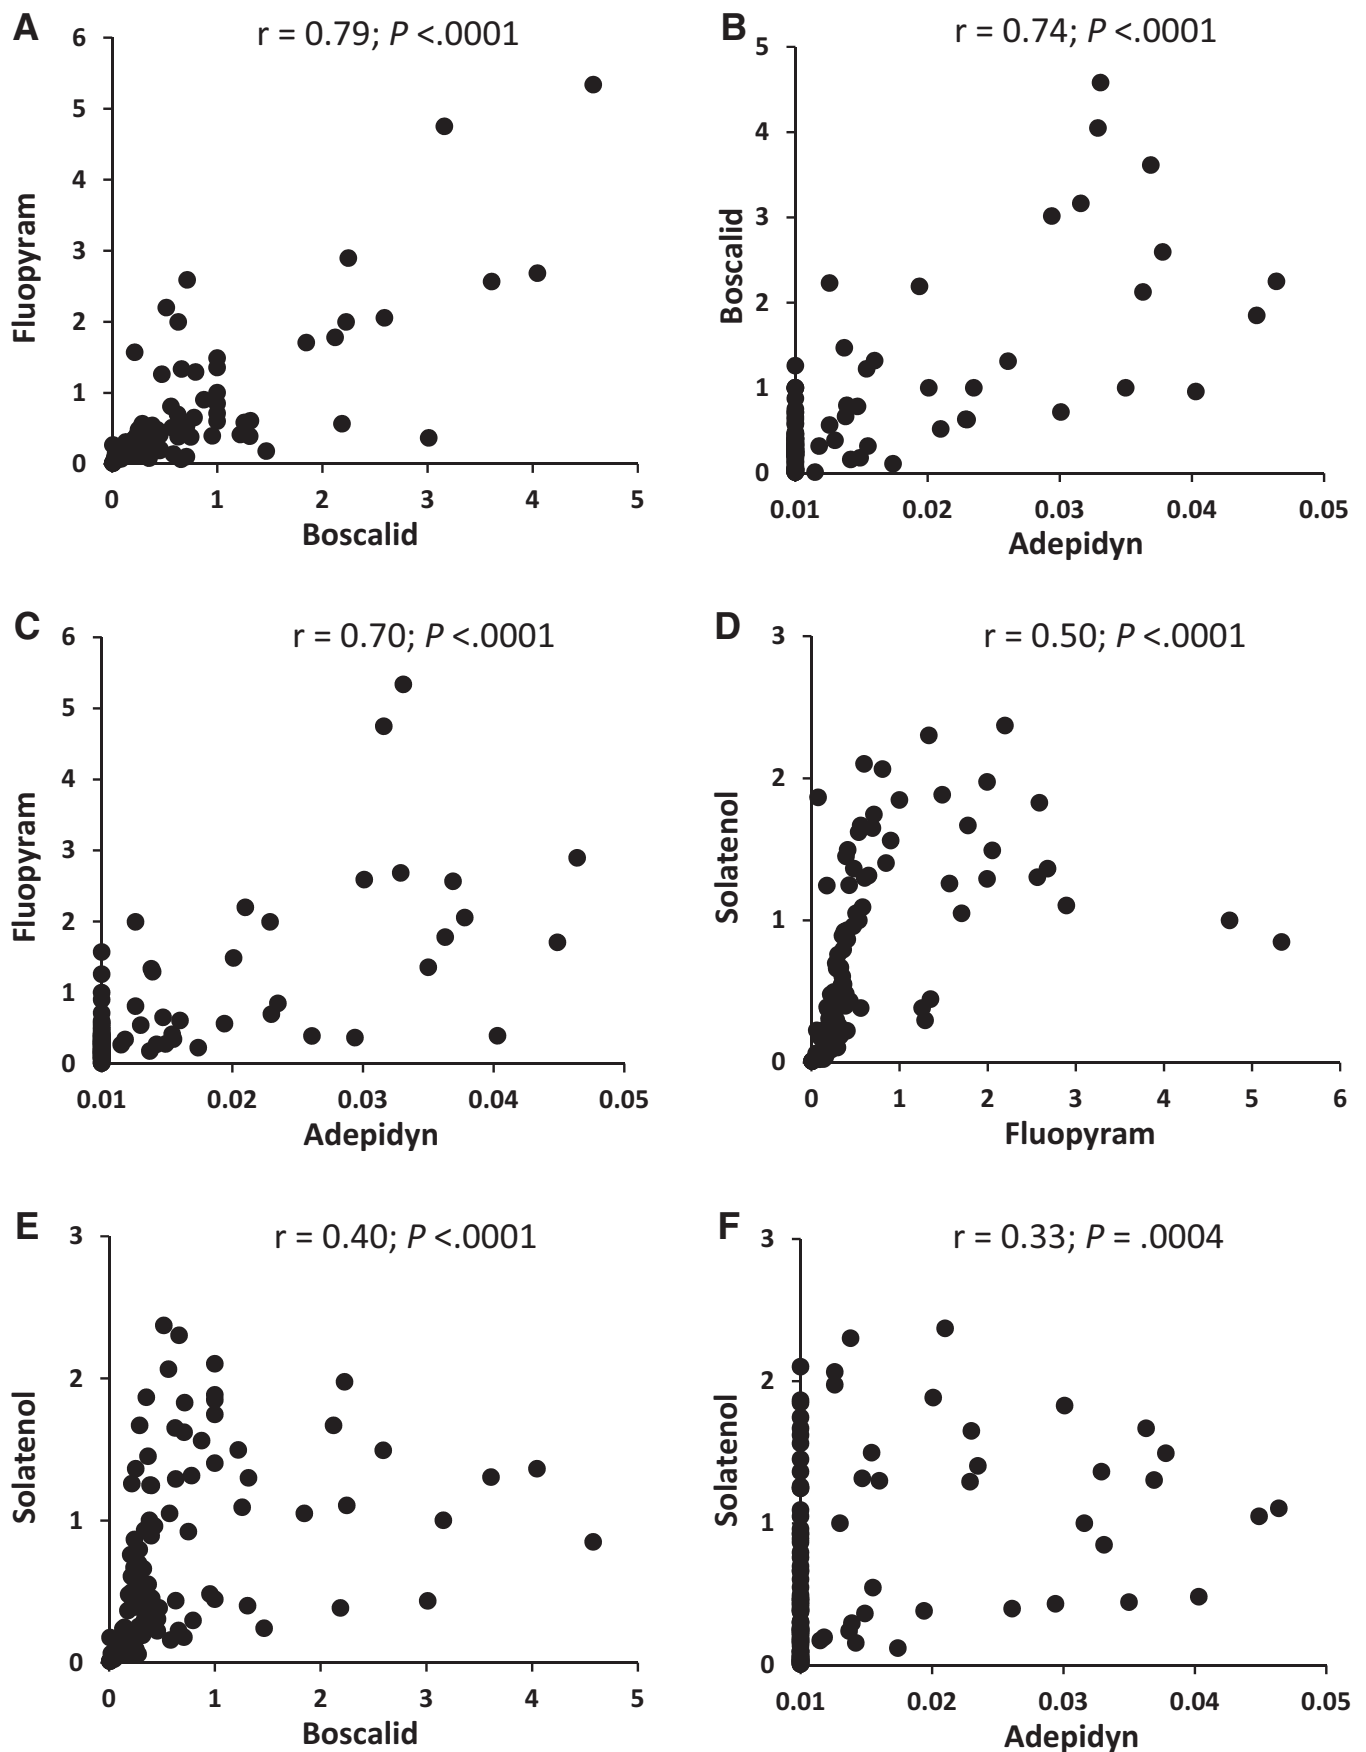 A
r = 0.79; P <.0001
6
5
4
3
2
1
0
Fluopyram
0 1 2 3 4 5
Boscalid
B
r = 0.74; P <.0001
5
4
3
2
1
0
Boscalid
0.01 0.02 0.03 0.04 0.05
Adepidyn
C
r = 0.70; P <.0001
6
5
4
3
2
1
0
Fluopyram
0.01 0.02 0.03 0.04 0.05
Adepidyn
D
r = 0.50; P <.0001
3
2
1
0
Solatenol
0 1 2 3 4 5 6
Fluopyram
E
r = 0.40; P <.0001
3
2
1
0
Solatenol
0 1 2 3 4 5
Boscalid
F
r = 0.33; P = .0004
3
2
1
0
Solatenol
0.01 0.02 0.03 0.04 0.05
Adepidyn